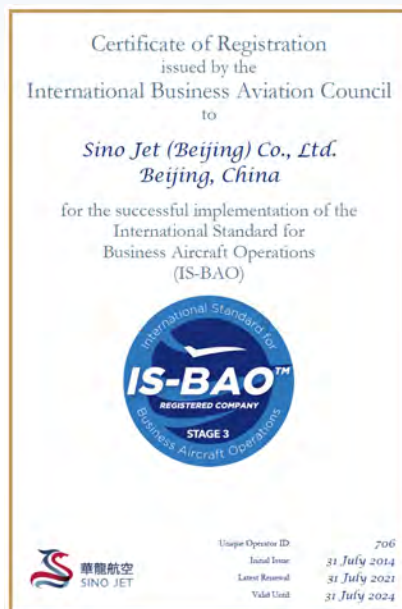 Certificate of Registration
issued by the
International Business Aviation Council
to
Sino Jet (Beijing) Co., Ltd.
Beijing, China
for the successful implementation of the
International Standard for
Business Aircraft Operations
(IS-BAO)
International Standard for
IS-BAO™
REGISTERED COMPANY
STAGE 3
Business Aircraft Operations
華龍航空
SINO JET
Unique Operator ID: 706
Initial Issue: 31 July 2014
Latest Renewal: 31 July 2021
Valid Until: 31 July 2024